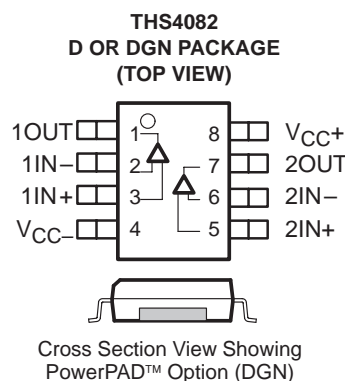 THS4082
D OR DGN PACKAGE
(TOP VIEW)
1OUT 1 8 VCC+
1IN− 2 7 2OUT
1IN+ 3 6 2IN−
VCC− 4 5 2IN+
Cross Section View Showing
PowerPAD™ Option (DGN)